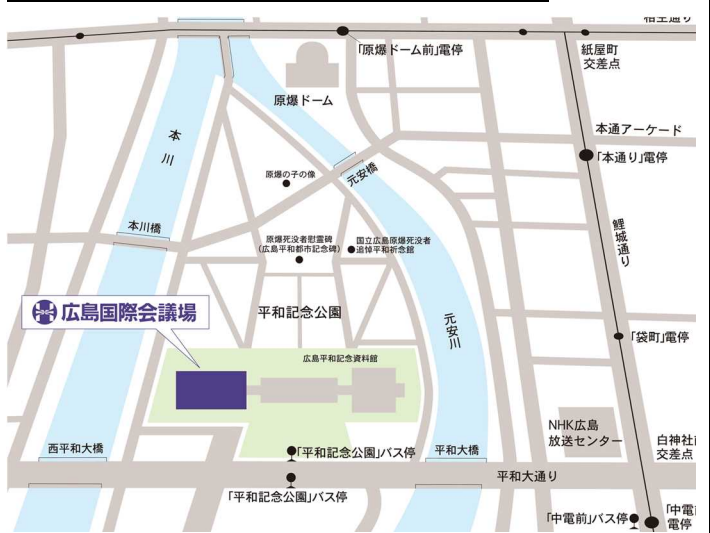 相生通り
「原爆ドーム前」電停
紙屋町
交差点
原爆ドーム
本通アーケード
「本通り」電停
本川
元安橋
原爆の子の像
鯉城通り
本川橋
原爆死没者慰霊碑
(広島平和都市記念碑)
国立広島原爆死没者
追悼平和祈念館
広島国際会議場
平和記念公園
元安川
「袋町」電停
広島平和記念資料館
NHK広島
放送センター
白神社前
交差点
西平和大橋
「平和記念公園」バス停
平和大橋
平和大通り
「平和記念公園」バス停
「中電前」バス停
「中電
電停